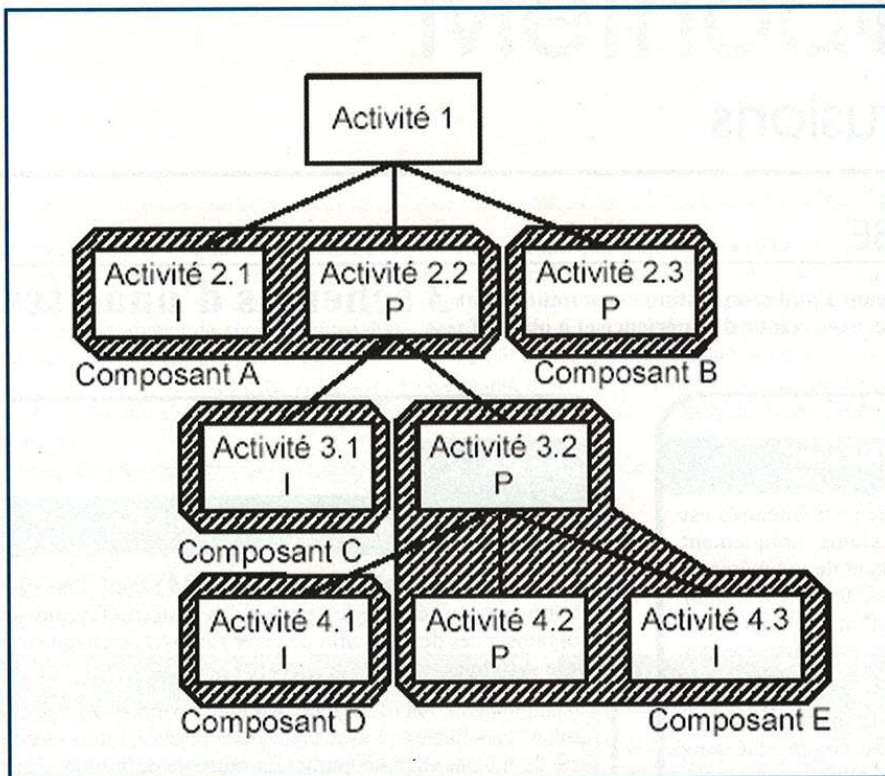 Activité 1
Activité 2.1
I
Activité 2.2
P
Activité 2.3
P
Composant A
Composant B
Activité 3.1
I
Activité 3.2
P
Composant C
Activité 4.1
I
Activité 4.2
P
Activité 4.3
I
Composant D
Composant E